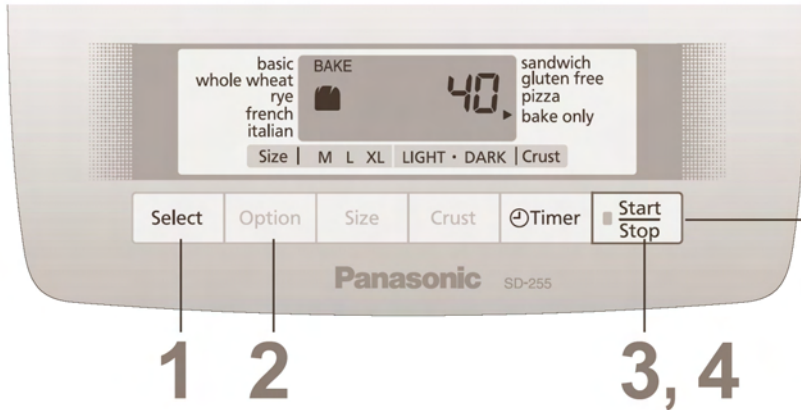 basic
whole wheat
rye
french
italian
BAKE
40
sandwich
gluten free
pizza
bake only
Size M L XL LIGHT · DARK Crust
Select Option Size Crust Timer Start
Stop
Panasonic SD-255
1 2 3, 4